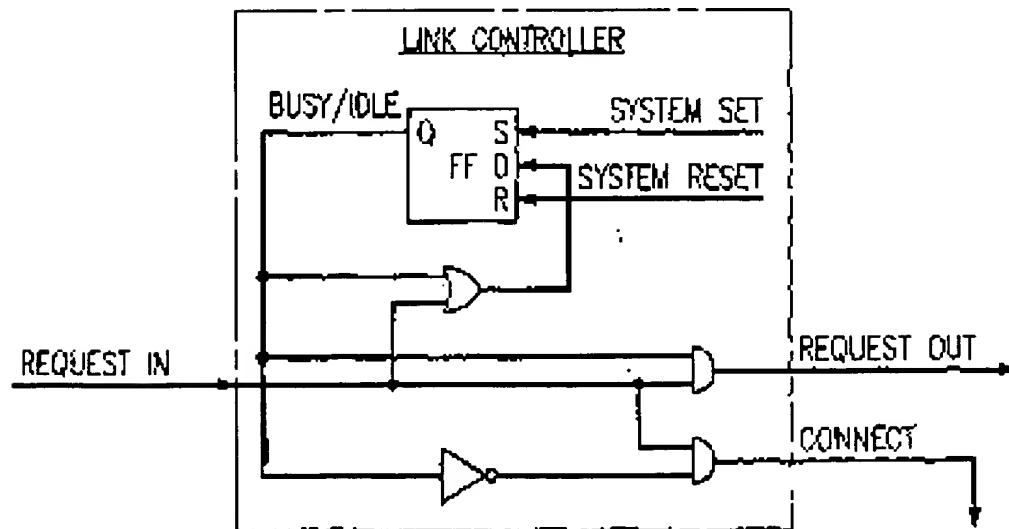 LINK CONTROLLER
BUSY/IDLE
SYSTEM SET
Q
S
FF D
SYSTEM RESET
R
REQUEST IN
REQUEST OUT
CONNECT